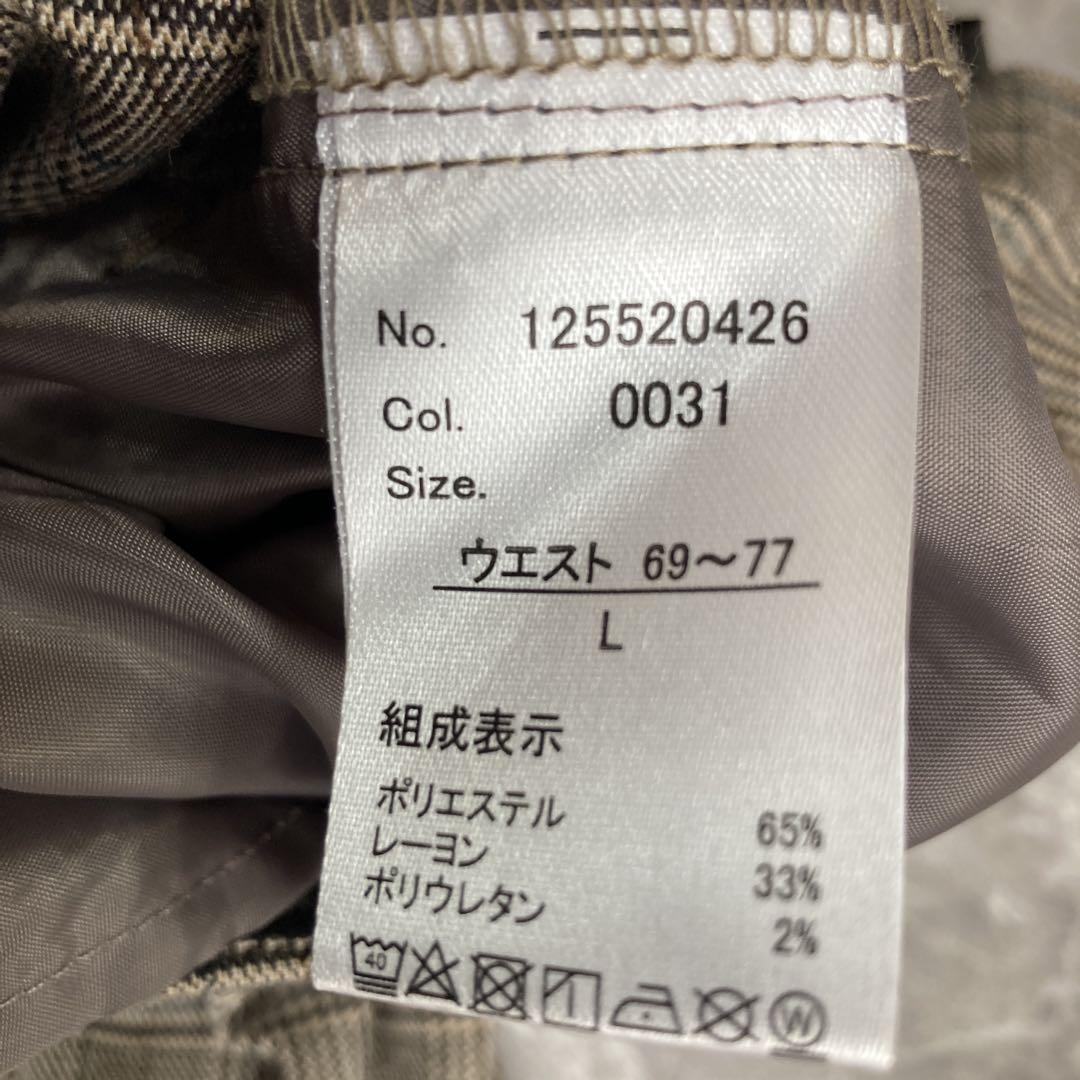 No. 125520426
Col. 0031
Size.
ウエスト 69～77
L
組成表示
ポリエステル 65%
レーヨン 33%
ポリウレタン 2%
40
W